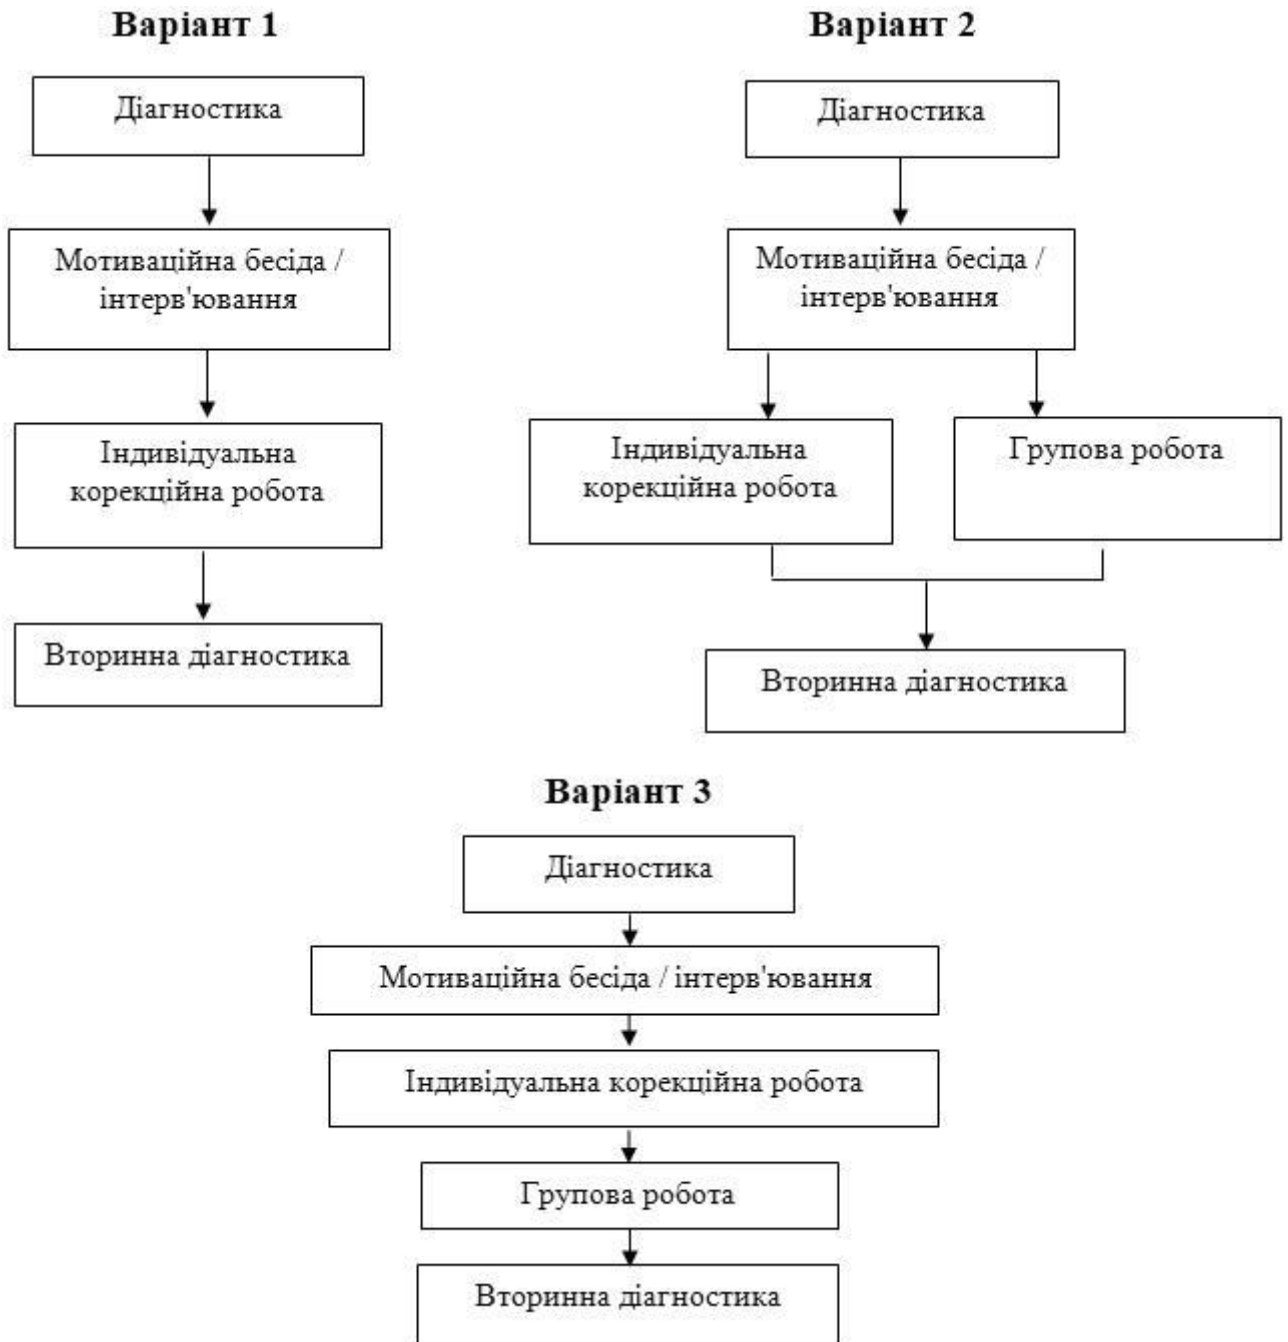 Варіант 1
Діагностика
Мотиваційна бесіда /
інтерв'ювання
Індивідуальна
корекційна робота
Вторинна діагностика
Варіант 2
Діагностика
Мотиваційна бесіда /
інтерв'ювання
Індивідуальна
корекційна робота
Групова робота
Вторинна діагностика
Варіант 3
Діагностика
Мотиваційна бесіда / інтерв'ювання
Індивідуальна корекційна робота
Групова робота
Вторинна діагностика